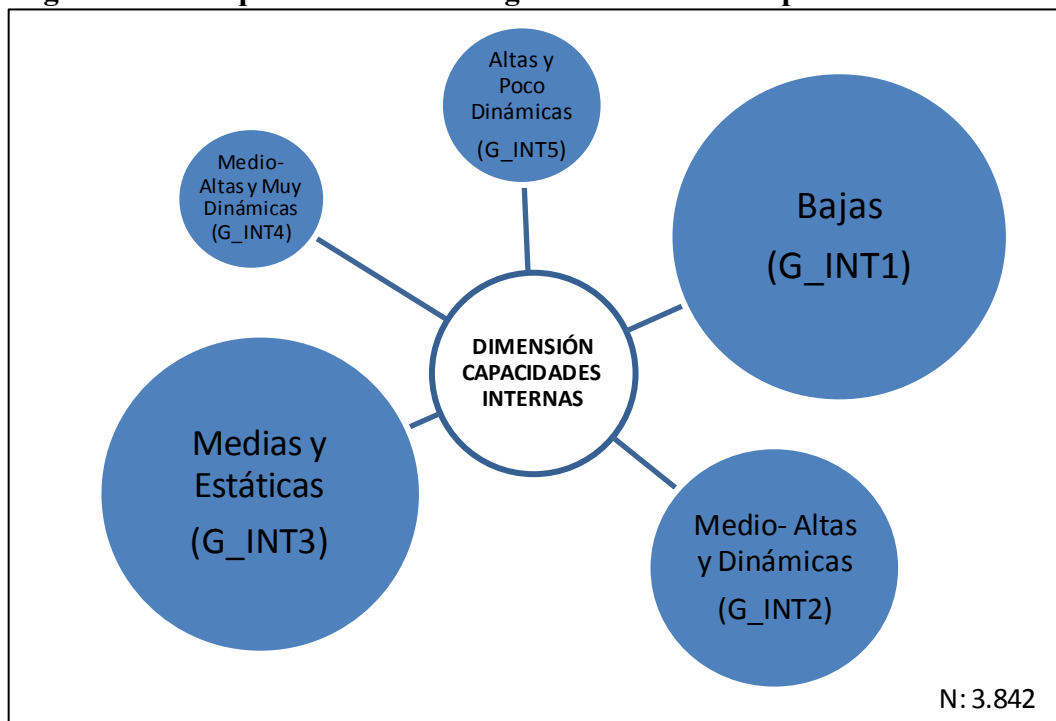 Altas y
Poco
Dinámicas
(G_INT5)
Medio-
Altas y Muy
Dinámicas
(G_INT4)
Bajas
(G_INT1)
DIMENSIÓN
CAPACIDADES
INTERNAS
Medias y
Estáticas
(G_INT3)
Medio- Altas
y Dinámicas
(G_INT2)
N: 3.842